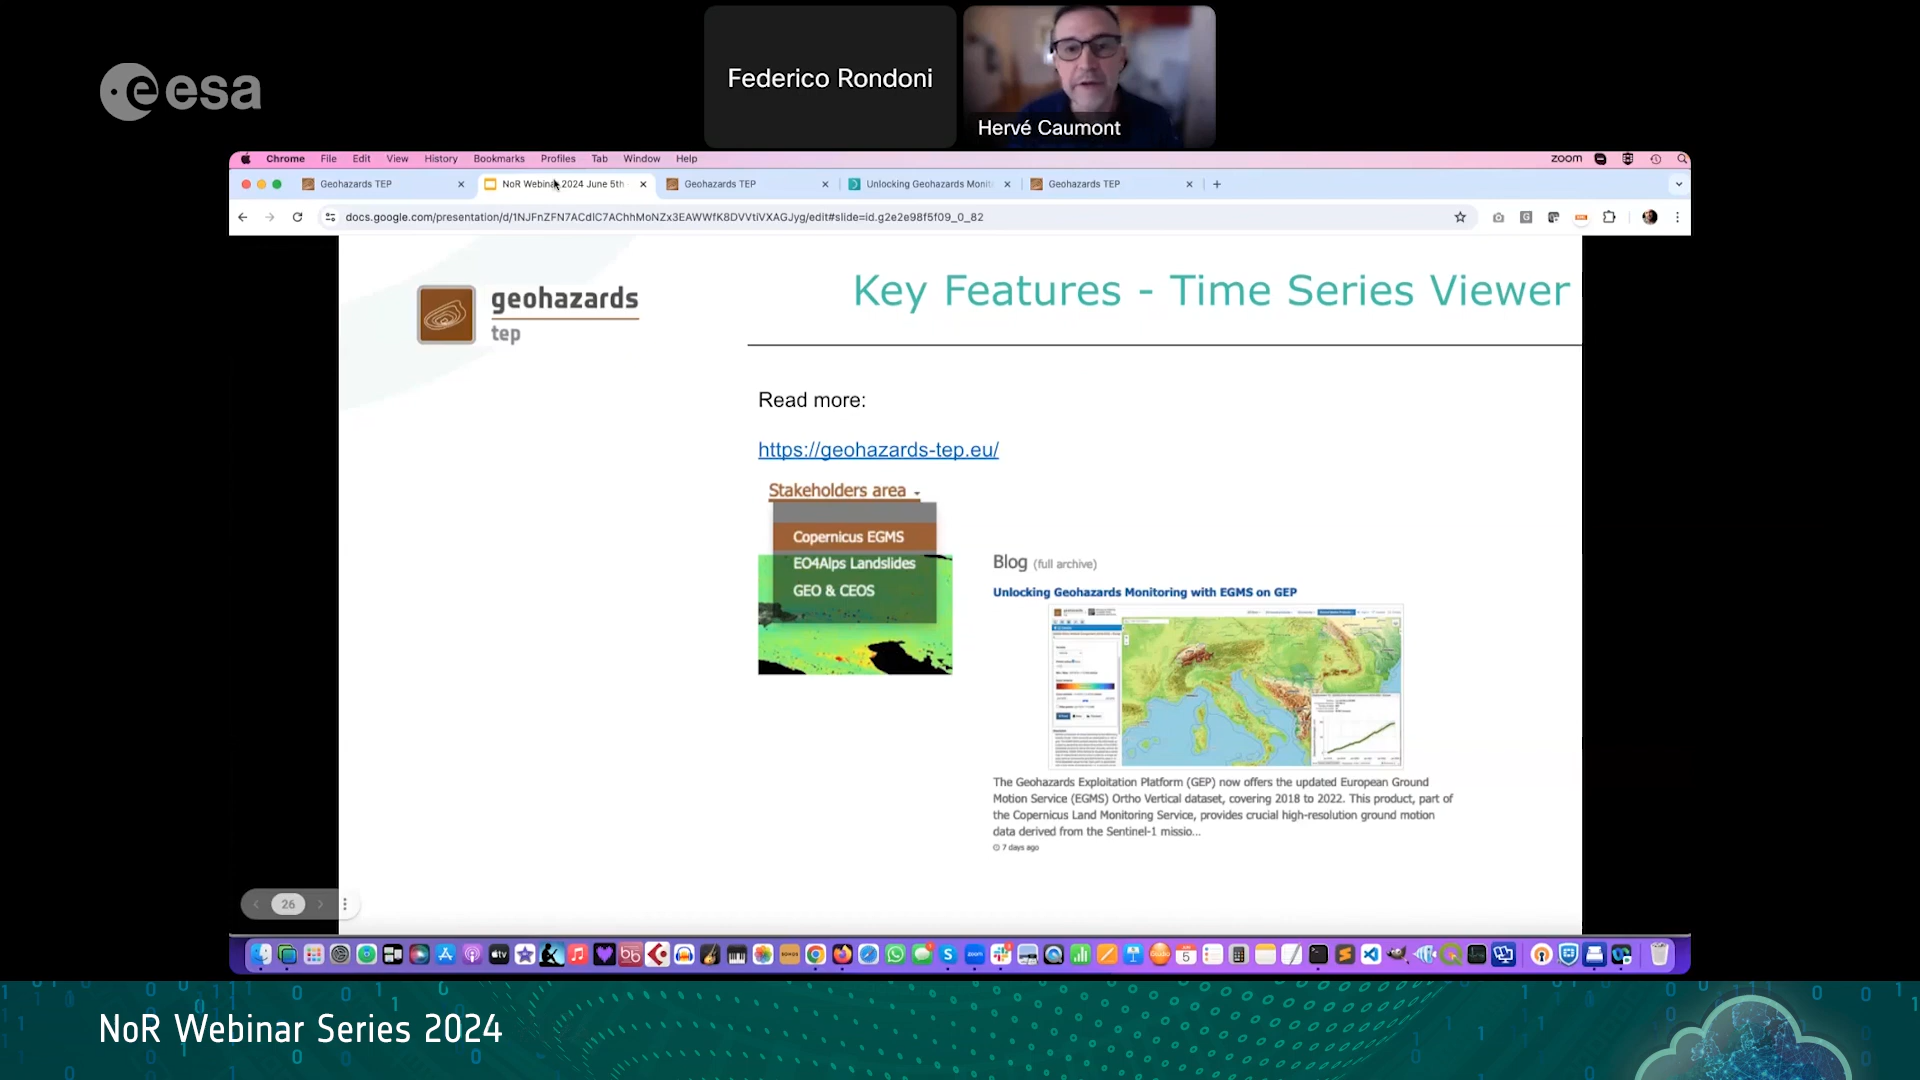 esa
Federico Rondoni
Hervé Caumont
Chrome File Edit View History Bookmarks Profiles Tab Window Help
zoom
Geohazards TEP
NoR Webina 2024 June 5th
Geohazards TEP
Unlocking Geohazards Monit
Geohazards TEP
docs.google.com/presentation/d/1NJFnZFN7ACdlC7AChhMoNZx3EAWWfK8DVVtiVXAGJyg/edit#slide=id.g2e2e98f5f09_0_82
geohazards
tep
Key Features - Time Series Viewer
Read more:
https://geohazards-tep.eu/
Stakeholders area
Copernicus EGMS
EO4Alps Landslides
GEO & CEOS
Blog (full archive)
Unlocking Geohazards Monitoring with EGMS on GEP
The Geohazards Exploitation Platform (GEP) now offers the updated European Ground
Motion Service (EGMS) Ortho Vertical dataset, covering 2018 to 2022. This product, part of
the Copernicus Land Monitoring Service, provides crucial high-resolution ground motion
data derived from the Sentinel-1 missio...
7 days ago
26
NoR Webinar Series 2024